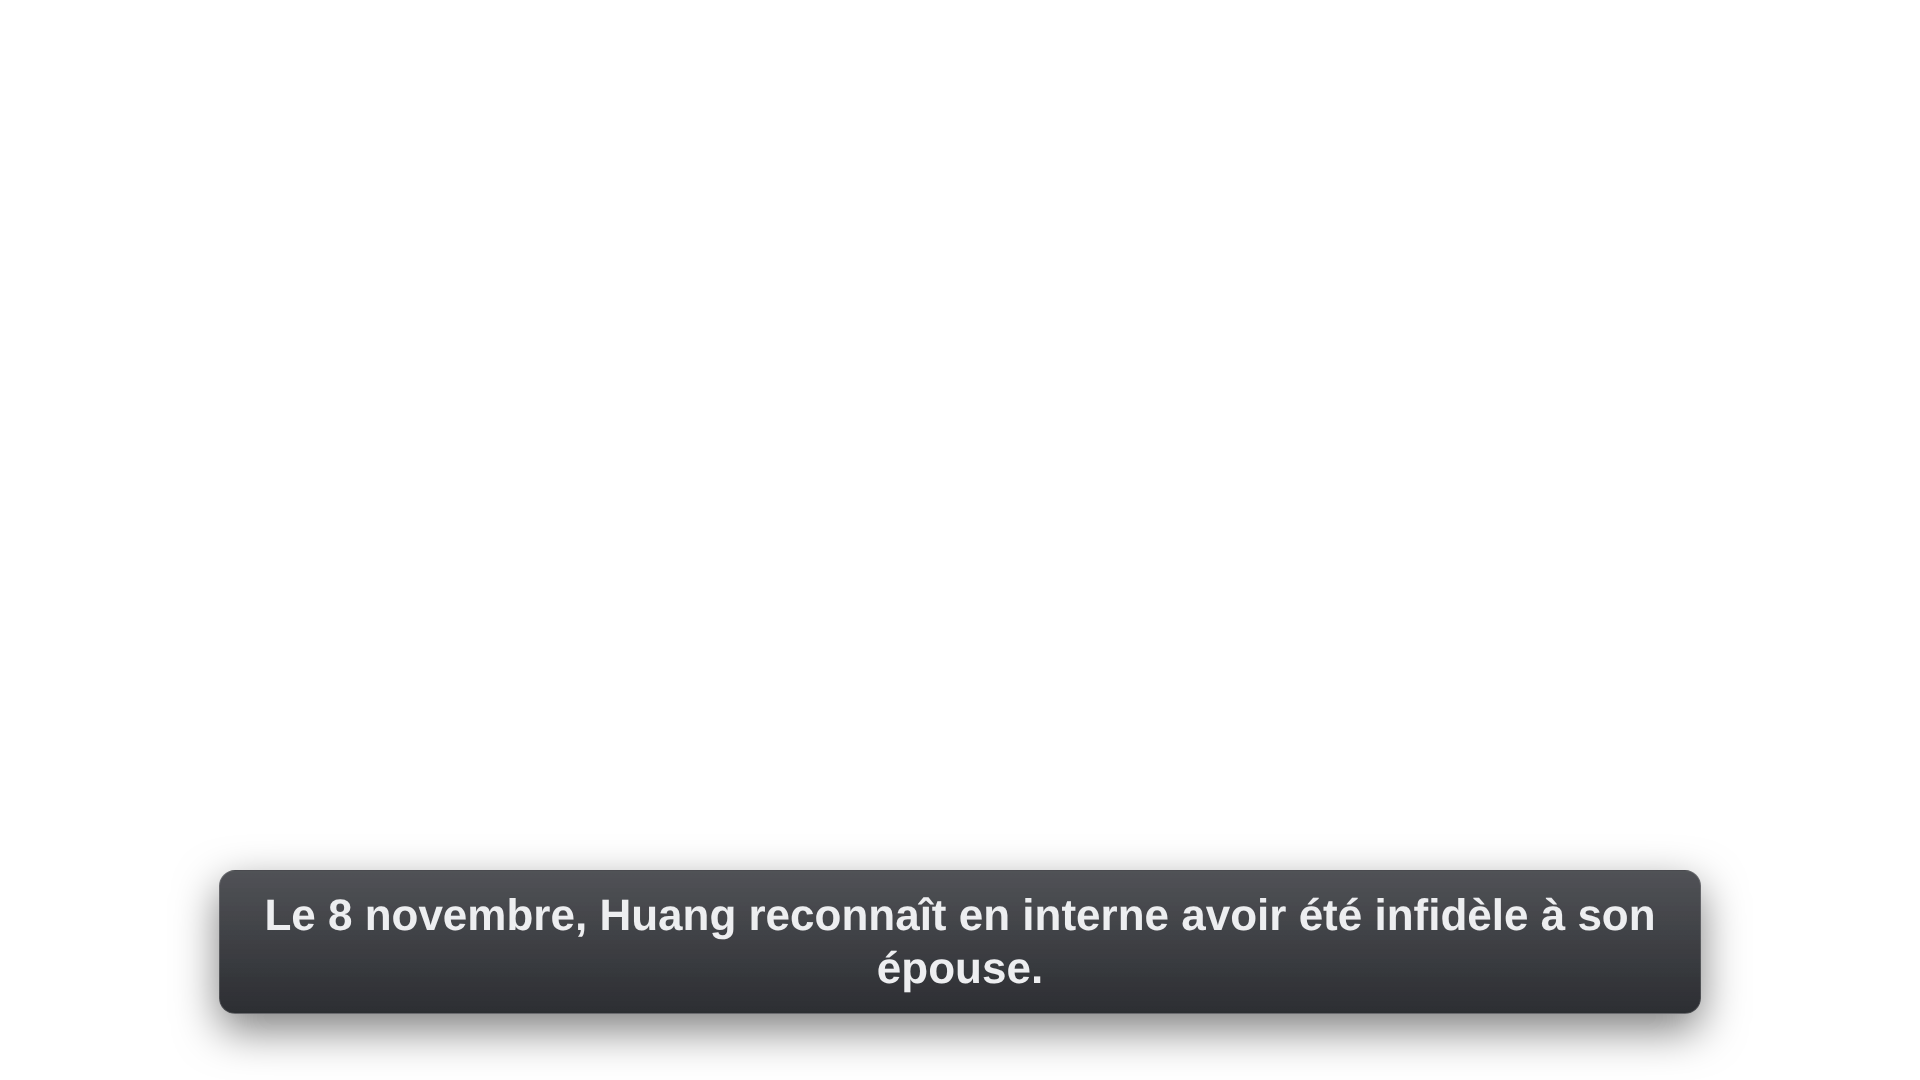 Le 8 novembre, Huang reconnaît en interne avoir été infidèle à son
épouse.